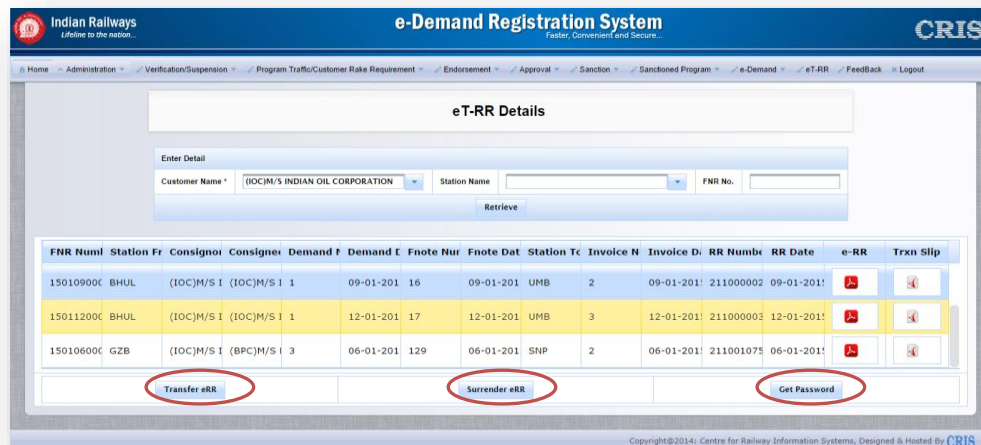 Indian Railways
Lifeline to the nation...
e-Demand Registration System
Faster, Convenient and Secure...
CRIS
Home Administration Verification/Suspension Program Traffic/Customer Rake Requirement Endorsement Approval Sanction Sanctioned Program e-Demand eT-RR FeedBack Logout
eT-RR Details
Enter Detail
Customer Name * (IOC)M/S INDIAN OIL CORPORATION Station Name FNR No.
Retrieve
FNR Numl Station Fr Consignor Consignee Demand N Demand D Fnote Nur Fnote Dat Station To Invoice N Invoice Da RR Numbe RR Date e-RR Trxn Slip
15010900( BHUL (IOC)M/S I (IOC)M/S I 1 09-01-201 16 09-01-201 UMB 2 09-01-201 211000002 09-01-201
15011200( BHUL (IOC)M/S I (IOC)M/S I 1 12-01-201 17 12-01-201 UMB 3 12-01-201 211000003 12-01-201
15010600( GZB (IOC)M/S I (BPC)M/S I 3 06-01-201 129 06-01-201 SNP 2 06-01-201 211001075 06-01-201
Transfer eRR Surrender eRR Get Password
Copyright@2014: Centre for Railway Information Systems, Designed & Hosted By CRIS